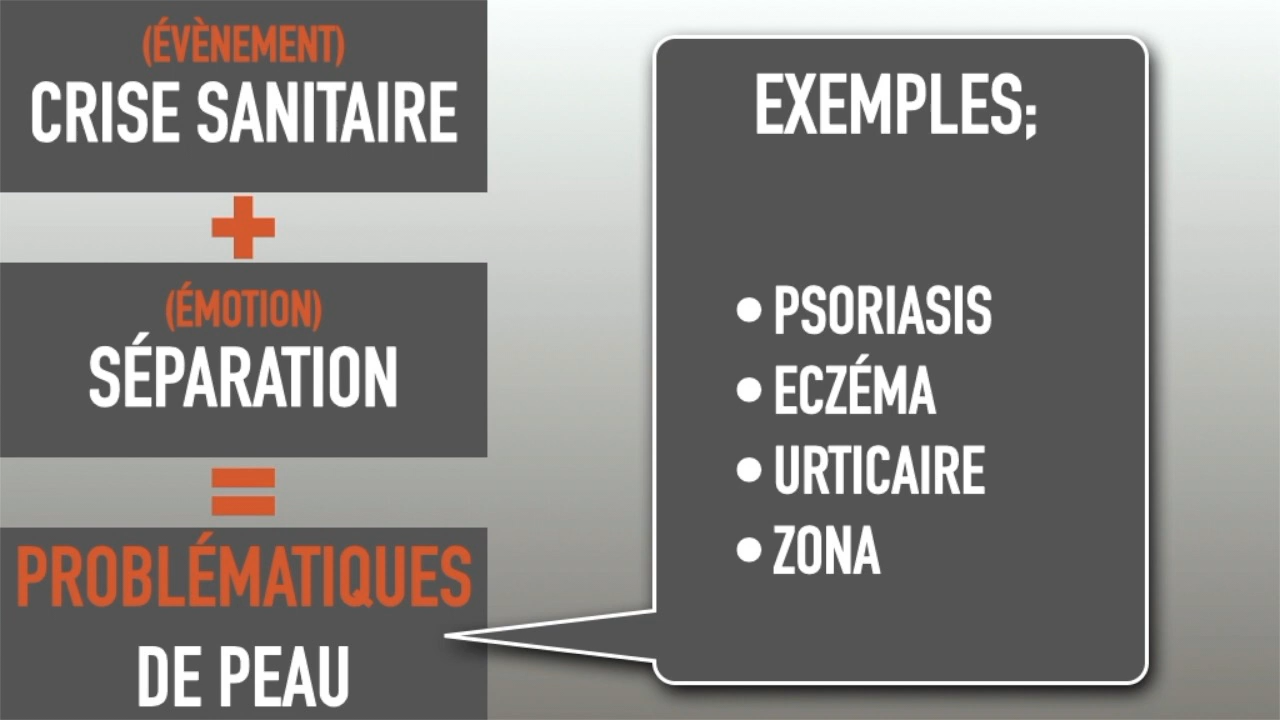 (ÉVÈNEMENT)
CRISE SANITAIRE
+
(ÉMOTION)
SÉPARATION
=
PROBLÉMATIQUES
DE PEAU
EXEMPLES;
• PSORIASIS
• ECZÉMA
• URTICAIRE
• ZONA